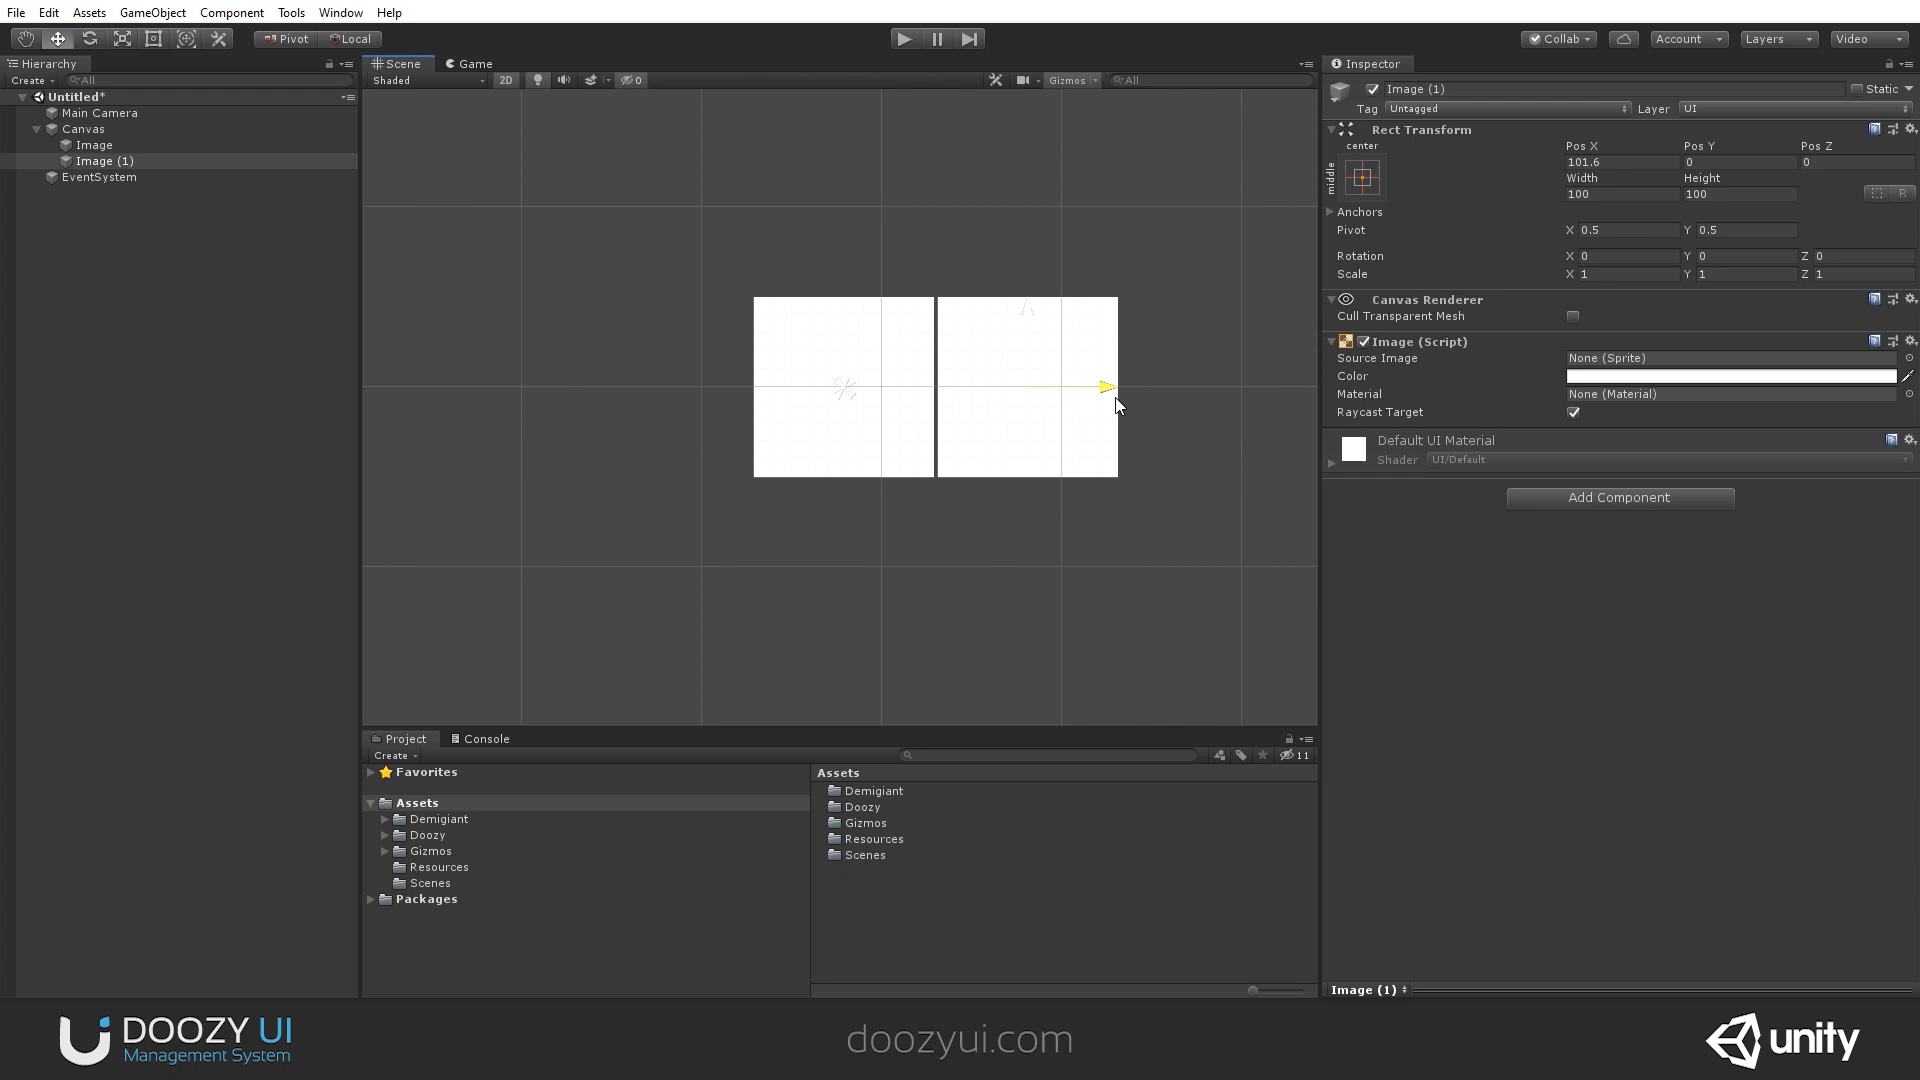 File Edit Assets GameObject Component Tools Window Help
Pivot Local Collab Account Layers Video
Hierarchy
Create All
Untitled*
Main Camera
Canvas
Image
Image (1)
EventSystem
Scene Game
Shaded 2D 0 Gizmos All
Inspector
Image (1) Static
Tag Untagged Layer UI
Rect Transform
center
middle
Pos X Pos Y Pos Z
101.6 0 0
Width Height
100 100 R
Anchors
Pivot X 0.5 Y 0.5
Rotation X 0 Y 0 Z 0
Scale X 1 Y 1 Z 1
Canvas Renderer
Cull Transparent Mesh
Image (Script)
Source Image None (Sprite)
Color
Material None (Material)
Raycast Target
Default UI Material
Shader UI/Default
Add Component
Image (1)
Project Console
Create 11
Favorites
Assets
Demigiant
Doozy
Gizmos
Resources
Scenes
Packages
Assets
Demigiant
Doozy
Gizmos
Resources
Scenes
DOOZY UI
Management System
doozyui.com
unity